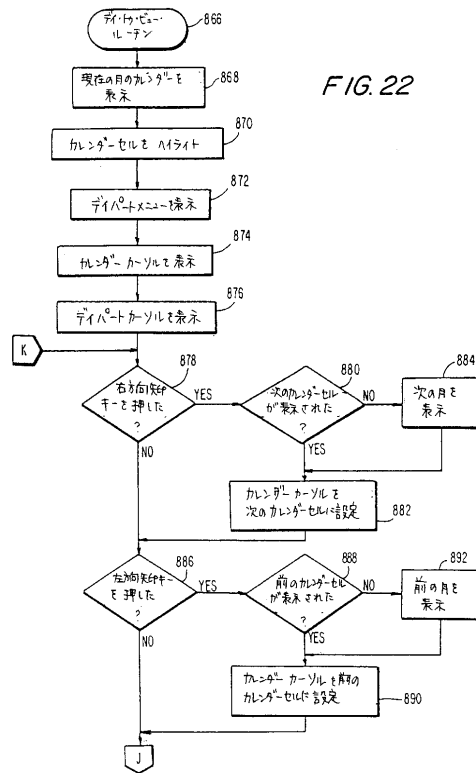 デイ・トゥ・ビュー・
ルーチン
866
FIG. 22
現在の月のカレンダーを
表示
868
カレンダーセルを ハイライト
870
デイパートメニューを表示
872
カレンダー カーソルを表示
874
デイパートカーソルを表示
876
K
右方向矢印
キーを押した
?
878
YES
NO
次のカレンダーセル
が表示された
?
880
NO
YES
次の月を
表示
884
カレンダー カーソルを
次のカレンダーセルに設定
882
左方向矢印キー
を押した
?
886
YES
NO
前のカレンダーセル
が表示された
?
888
NO
YES
前の月を
表示
892
カレンダー カーソルを前の
カレンダーセルに設定
890
J